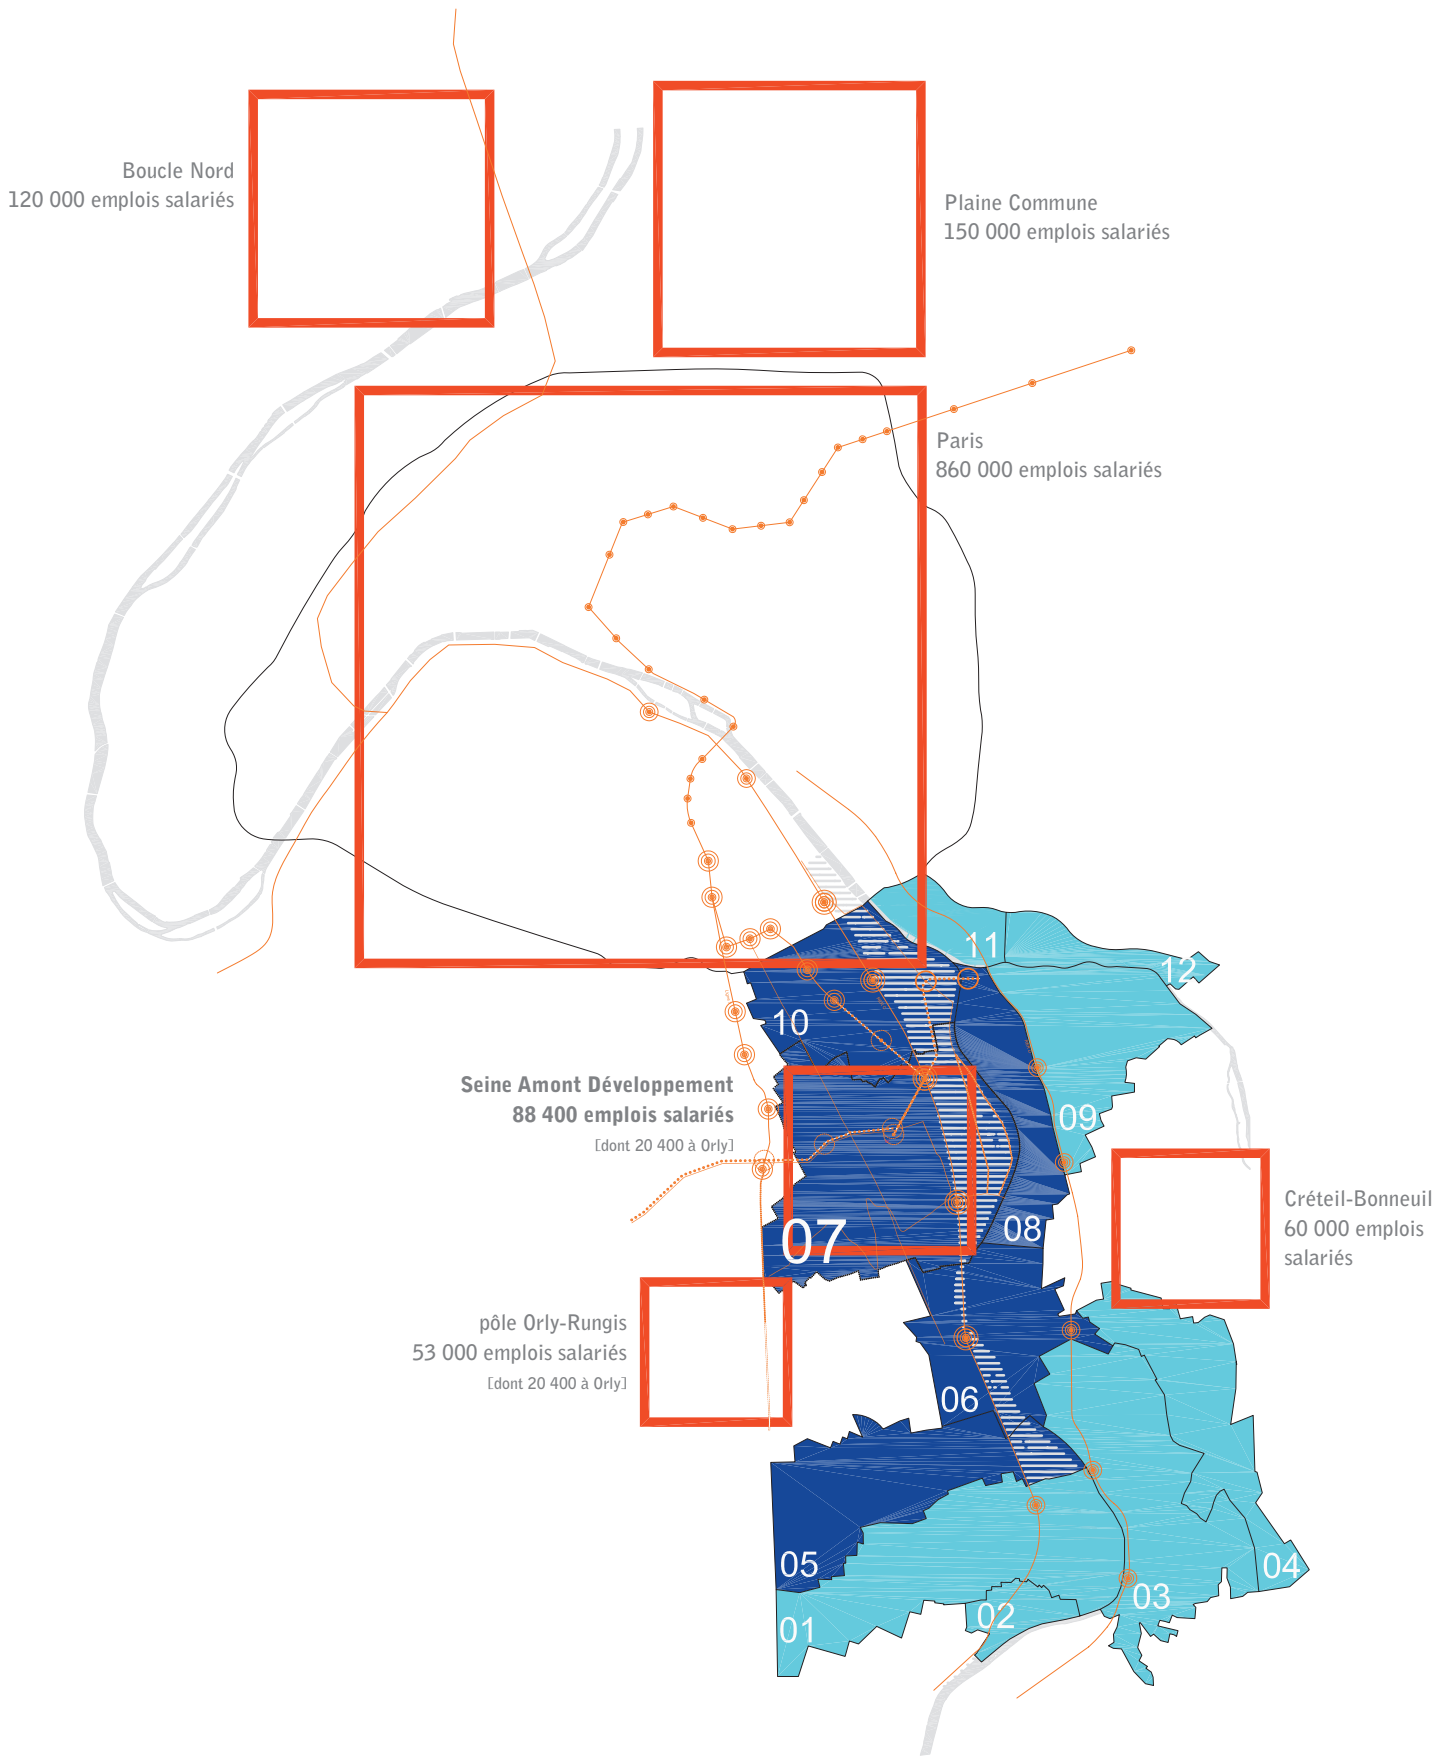 Boucle Nord
120 000 emplois salariés
Plaine Commune
150 000 emplois salariés
Paris
860 000 emplois salariés
11
12
10
Seine Amont Développement
88 400 emplois salariés
[dont 20 400 à Orly]
09
Créteil-Bonneuil
60 000 emplois
salariés
07
08
pôle Orly-Rungis
53 000 emplois salariés
[dont 20 400 à Orly]
06
05
04
03
02
01